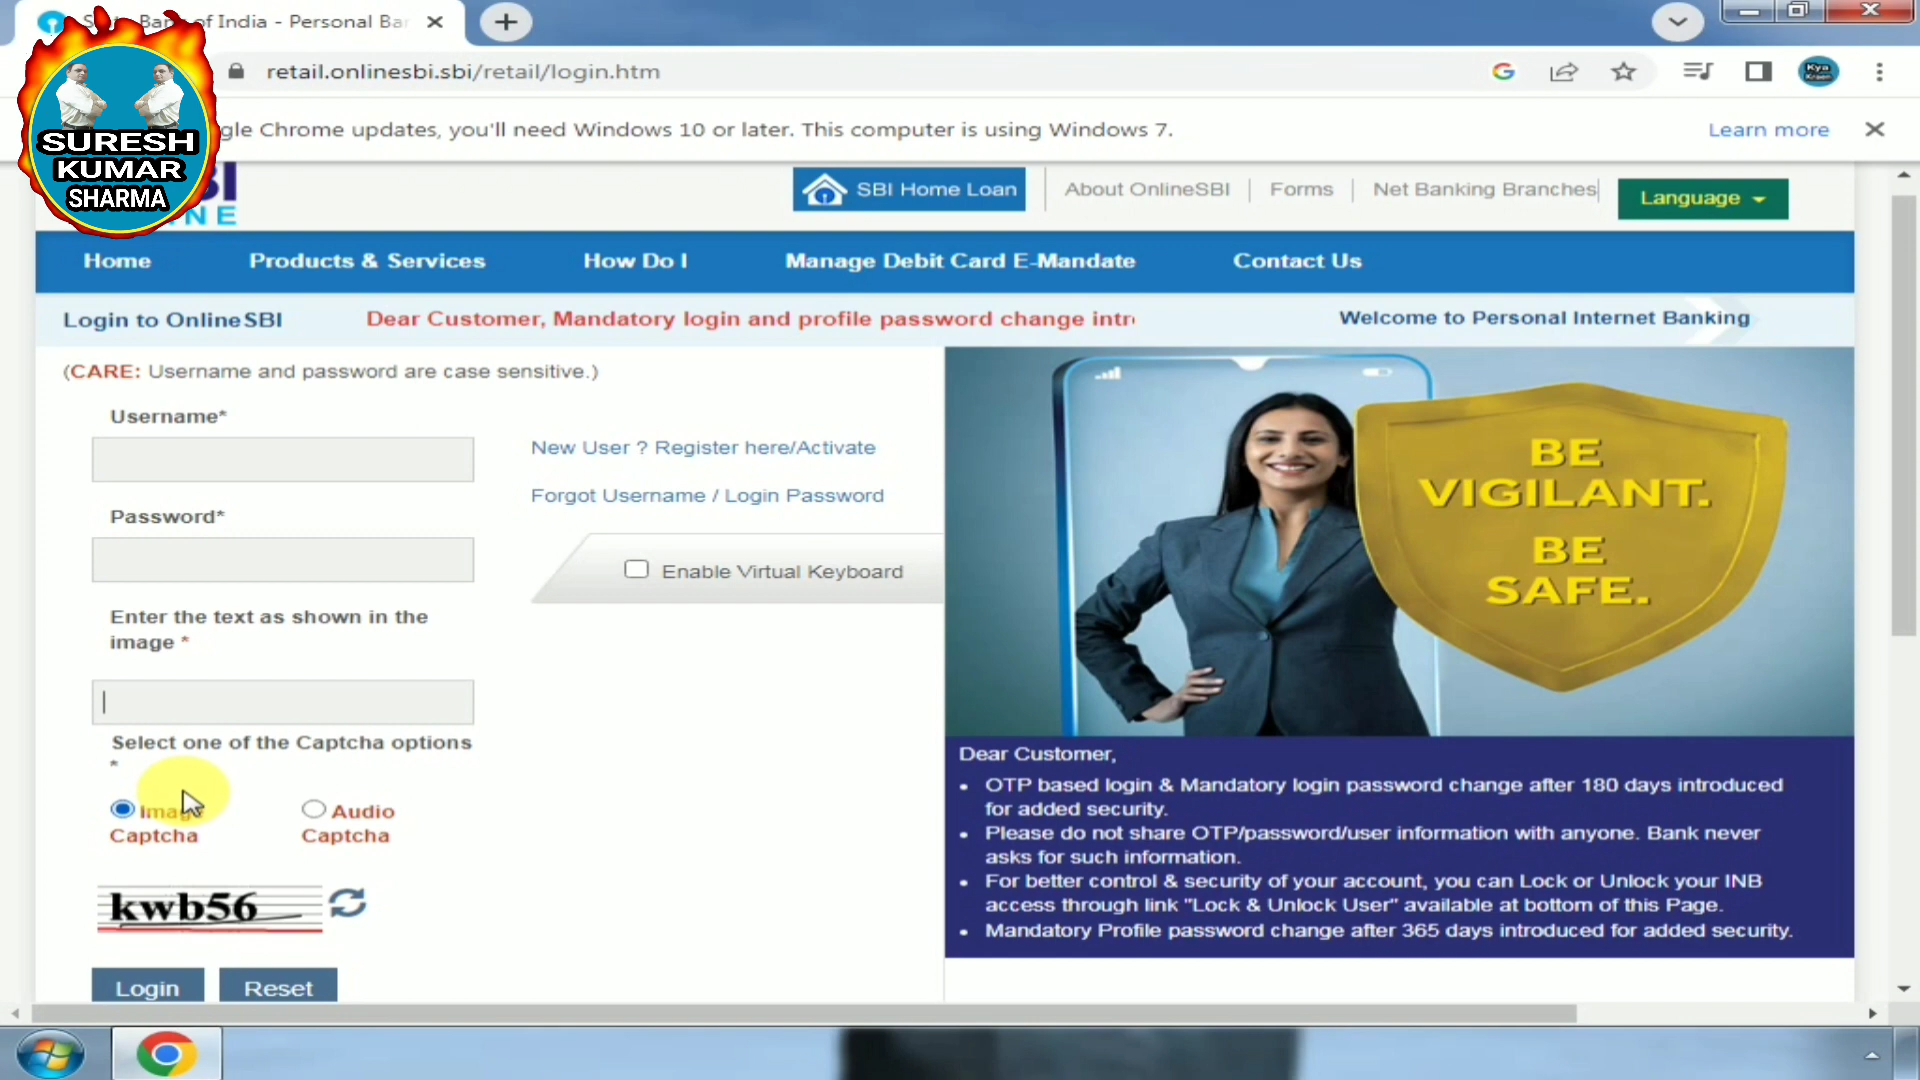 Bank of India - Personal Ba
retail.onlinesbi.sbi/retail/login.htm
Kya
gle Chrome updates, you'll need Windows 10 or later. This computer is using Windows 7.
Learn more
SURESH
KUMAR
SHARMA
SBI Home Loan
About OnlineSBI
Forms
Net Banking Branches
Language
Home
Products & Services
How Do I
Manage Debit Card E-Mandate
Contact Us
Login to OnlineSBI
Dear Customer, Mandatory login and profile password change intr
Welcome to Personal Internet Banking
(CARE: Username and password are case sensitive.)
Username*
New User ? Register here/Activate
Forgot Username / Login Password
Password*
Enable Virtual Keyboard
Enter the text as shown in the
image *
Select one of the Captcha options
*
Image
Captcha
Audio
Captcha
kwb56
Login
Reset
BE
VIGILANT.
BE
SAFE.
Dear Customer,
• OTP based login & Mandatory login password change after 180 days introduced
for added security.
• Please do not share OTP/password/user information with anyone. Bank never
asks for such information.
• For better control & security of your account, you can Lock or Unlock your INB
access through link "Lock & Unlock User" available at bottom of this Page.
• Mandatory Profile password change after 365 days introduced for added security.